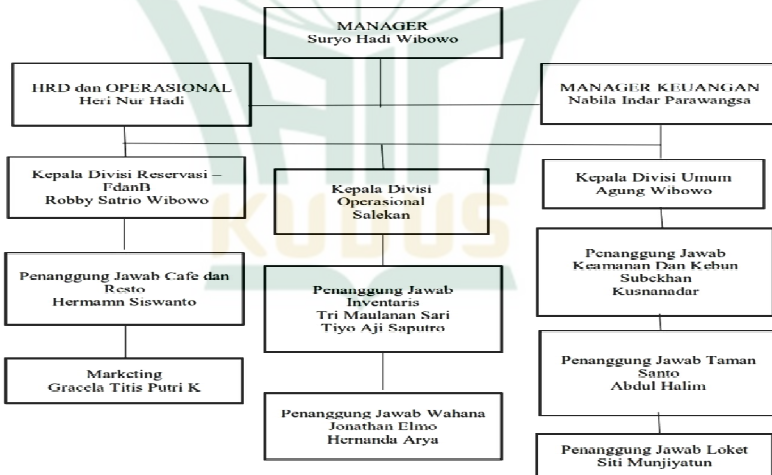 MANAGER
Suryo Hadi Wibowo
HRD dan OPERASIONAL
Heri Nur Hadi
MANAGER KEUANGAN
Nabila Indar Parawangsa
Kepala Divisi Reservasi –
FdanB
Robby Satrio Wibowo
Kepala Divisi
Operasional
Salekan
Kepala Divisi Umum
Agung Wibowo
Penanggung Jawab Cafe dan
Resto
Hermamn Siswanto
Penanggung Jawab
Inventaris
Tri Maulanan Sari
Tiyo Aji Saputro
Penanggung Jawab
Keamanan Dan Kebun
Subekhan
Kusnanadar
Marketing
Gracela Titis Putri K
Penanggung Jawab Wahana
Jonathan Elmo
Hernanda Arya
Penanggung Jawab Taman
Santo
Abdul Halim
Penanggung Jawab Loket
Siti Munjiyatun
KUDUS